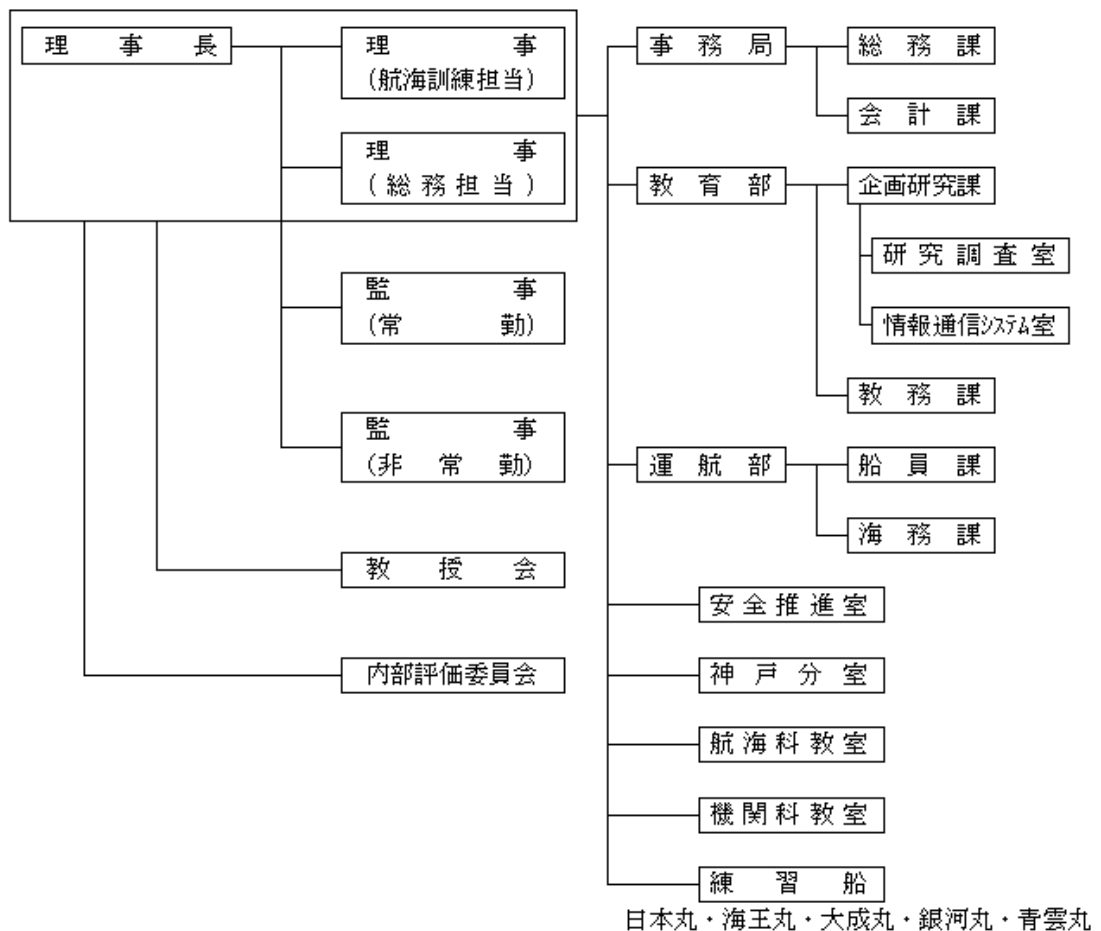 理事長
理事
(航海訓練担当)
理事
(総務担当)
監事
(常勤)
監事
(非常勤)
教授会
内部評価委員会
事務局
総務課
会計課
教育部
企画研究課
研究調査室
情報通信ｼｽﾃﾑ室
教務課
運航部
船員課
海務課
安全推進室
神戸分室
航海科教室
機関科教室
練習船
日本丸・海王丸・大成丸・銀河丸・青雲丸